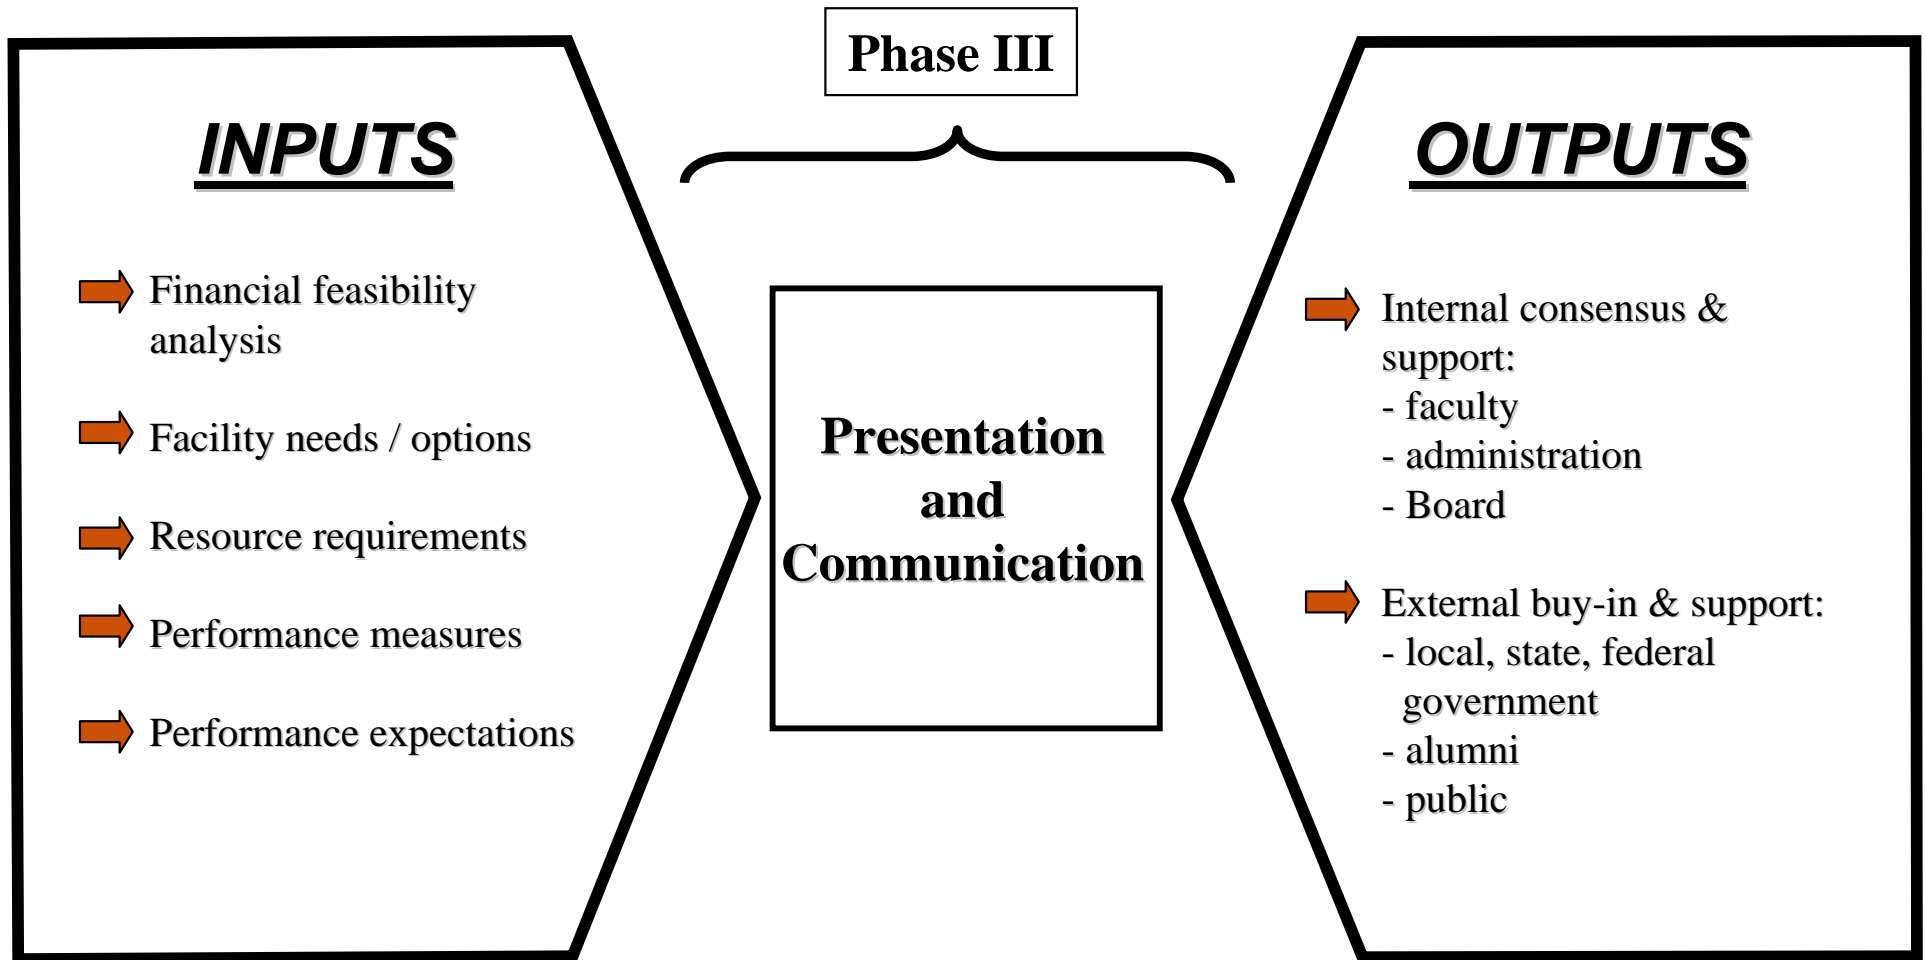 Phase III
INPUTS
Financial feasibility
analysis
Facility needs / options
Resource requirements
Performance measures
Performance expectations
Presentation
and
Communication
OUTPUTS
Internal consensus &
support:
- faculty
- administration
- Board
External buy-in & support:
- local, state, federal
government
- alumni
- public